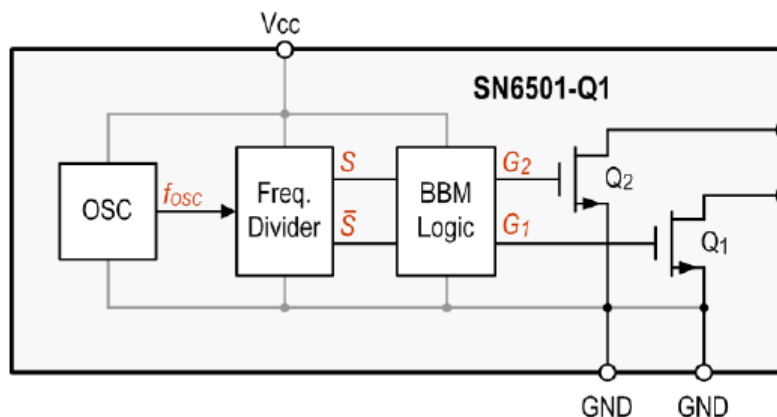 Vcc
SN6501-Q1
OSC
fOSC
Freq.
Divider
S
S̅
BBM
Logic
G2
G1
Q2
Q1
GND
GND